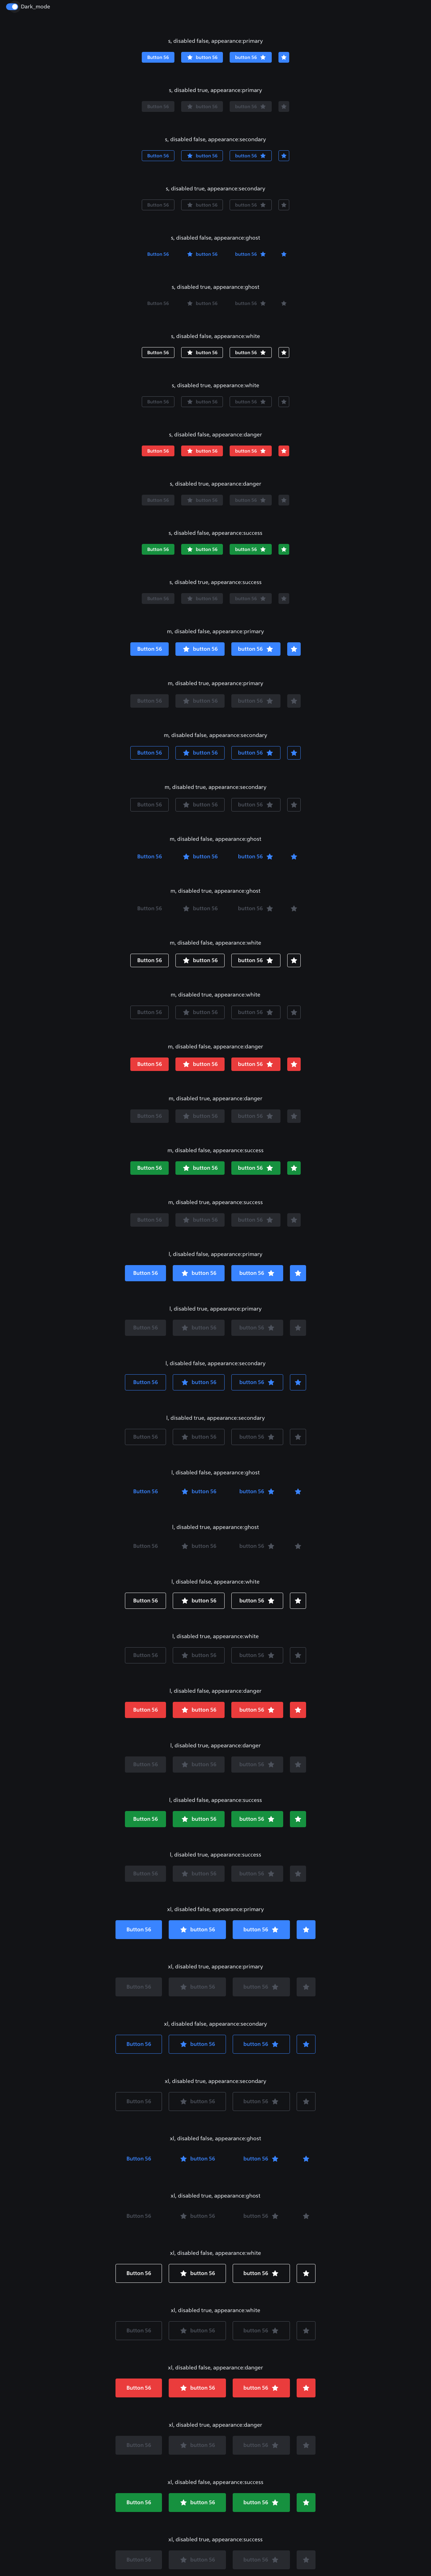 Dark_mode
s, disabled false, appearance:primary
Button 56 button 56 button 56
s, disabled true, appearance:primary
Button 56 button 56 button 56
s, disabled false, appearance:secondary
Button 56 button 56 button 56
s, disabled true, appearance:secondary
Button 56 button 56 button 56
s, disabled false, appearance:ghost
Button 56 button 56 button 56
s, disabled true, appearance:ghost
Button 56 button 56 button 56
s, disabled false, appearance:white
Button 56 button 56 button 56
s, disabled true, appearance:white
Button 56 button 56 button 56
s, disabled false, appearance:danger
Button 56 button 56 button 56
s, disabled true, appearance:danger
Button 56 button 56 button 56
s, disabled false, appearance:success
Button 56 button 56 button 56
s, disabled true, appearance:success
Button 56 button 56 button 56
m, disabled false, appearance:primary
Button 56 button 56 button 56
m, disabled true, appearance:primary
Button 56 button 56 button 56
m, disabled false, appearance:secondary
Button 56 button 56 button 56
m, disabled true, appearance:secondary
Button 56 button 56 button 56
m, disabled false, appearance:ghost
Button 56 button 56 button 56
m, disabled true, appearance:ghost
Button 56 button 56 button 56
m, disabled false, appearance:white
Button 56 button 56 button 56
m, disabled true, appearance:white
Button 56 button 56 button 56
m, disabled false, appearance:danger
Button 56 button 56 button 56
m, disabled true, appearance:danger
Button 56 button 56 button 56
m, disabled false, appearance:success
Button 56 button 56 button 56
m, disabled true, appearance:success
Button 56 button 56 button 56
l, disabled false, appearance:primary
Button 56 button 56 button 56
l, disabled true, appearance:primary
Button 56 button 56 button 56
l, disabled false, appearance:secondary
Button 56 button 56 button 56
l, disabled true, appearance:secondary
Button 56 button 56 button 56
l, disabled false, appearance:ghost
Button 56 button 56 button 56
l, disabled true, appearance:ghost
Button 56 button 56 button 56
l, disabled false, appearance:white
Button 56 button 56 button 56
l, disabled true, appearance:white
Button 56 button 56 button 56
l, disabled false, appearance:danger
Button 56 button 56 button 56
l, disabled true, appearance:danger
Button 56 button 56 button 56
l, disabled false, appearance:success
Button 56 button 56 button 56
l, disabled true, appearance:success
Button 56 button 56 button 56
xl, disabled false, appearance:primary
Button 56 button 56 button 56
xl, disabled true, appearance:primary
Button 56 button 56 button 56
xl, disabled false, appearance:secondary
Button 56 button 56 button 56
xl, disabled true, appearance:secondary
Button 56 button 56 button 56
xl, disabled false, appearance:ghost
Button 56 button 56 button 56
xl, disabled true, appearance:ghost
Button 56 button 56 button 56
xl, disabled false, appearance:white
Button 56 button 56 button 56
xl, disabled true, appearance:white
Button 56 button 56 button 56
xl, disabled false, appearance:danger
Button 56 button 56 button 56
xl, disabled true, appearance:danger
Button 56 button 56 button 56
xl, disabled false, appearance:success
Button 56 button 56 button 56
xl, disabled true, appearance:success
Button 56 button 56 button 56